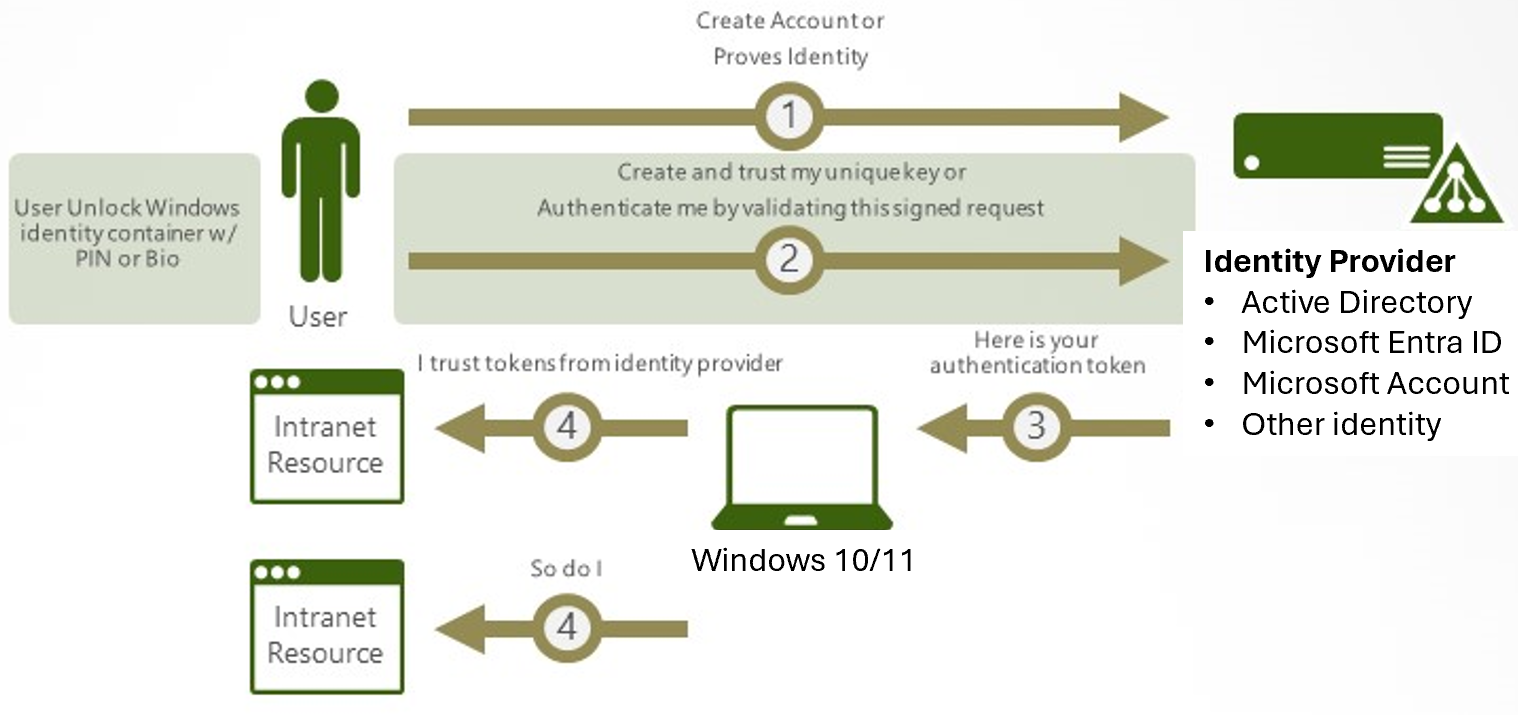 Create Account or
Proves Identity
1
Create and trust my unique key or
Authenticate me by validating this signed request
2
User Unlock Windows
identity container w/
PIN or Bio
User
Identity Provider
• Active Directory
• Microsoft Entra ID
• Microsoft Account
• Other identity
Here is your
authentication token
3
I trust tokens from identity provider
4
Intranet
Resource
Windows 10/11
So do I
4
Intranet
Resource